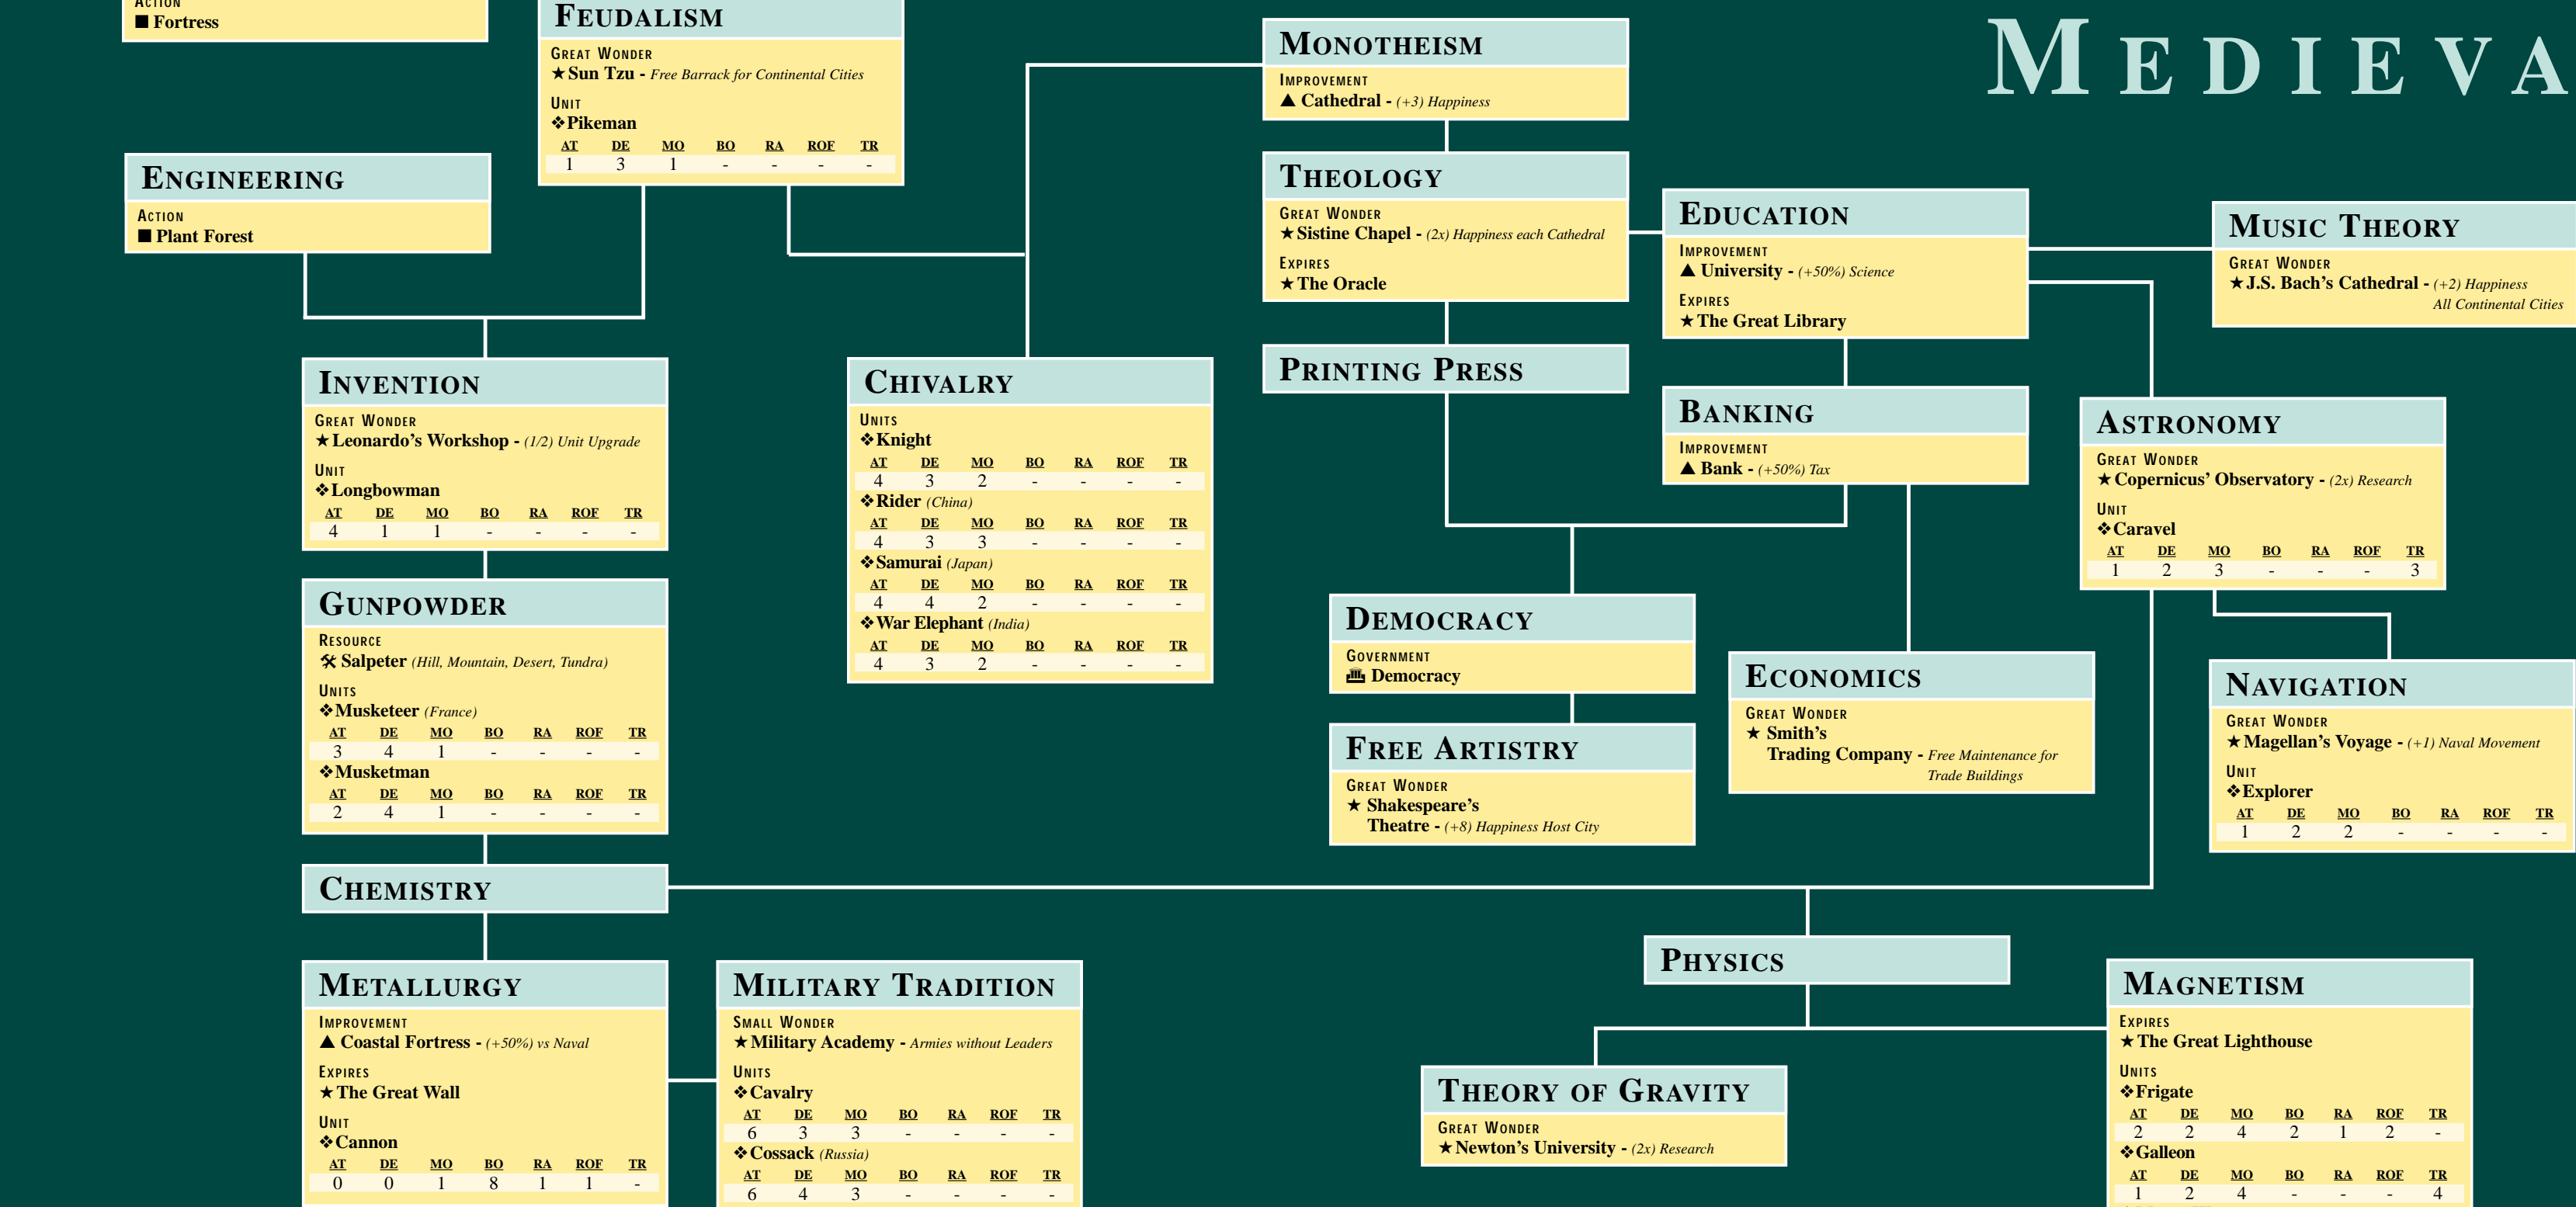 ACTION
■ Fortress
FEUDALISM
GREAT WONDER
★ Sun Tzu - Free Barrack for Continental Cities
UNIT
❖Pikeman
AT DE MO BO RA ROF TR
1 3 1 - - - -
MONOTHEISM
IMPROVEMENT
▲ Cathedral - (+3) Happiness
MEDIEVA
ENGINEERING
ACTION
■ Plant Forest
THEOLOGY
GREAT WONDER
★ Sistine Chapel - (2x) Happiness each Cathedral
EXPIRES
★ The Oracle
EDUCATION
IMPROVEMENT
▲ University - (+50%) Science
EXPIRES
★ The Great Library
MUSIC THEORY
GREAT WONDER
★ J.S. Bach's Cathedral - (+2) Happiness
All Continental Cities
INVENTION
GREAT WONDER
★ Leonardo's Workshop - (1/2) Unit Upgrade
UNIT
❖Longbowman
AT DE MO BO RA ROF TR
4 1 1 - - - -
CHIVALRY
UNITS
❖Knight
AT DE MO BO RA ROF TR
4 3 2 - - - -
❖Rider (China)
AT DE MO BO RA ROF TR
4 3 3 - - - -
❖Samurai (Japan)
AT DE MO BO RA ROF TR
4 4 2 - - - -
❖War Elephant (India)
AT DE MO BO RA ROF TR
4 3 2 - - - -
PRINTING PRESS
BANKING
IMPROVEMENT
▲ Bank - (+50%) Tax
ASTRONOMY
GREAT WONDER
★ Copernicus' Observatory - (2x) Research
UNIT
❖Caravel
AT DE MO BO RA ROF TR
1 2 3 - - - 3
GUNPOWDER
RESOURCE
Salpeter (Hill, Mountain, Desert, Tundra)
UNITS
❖Musketeer (France)
AT DE MO BO RA ROF TR
3 4 1 - - - -
❖Musketman
AT DE MO BO RA ROF TR
2 4 1 - - - -
DEMOCRACY
GOVERNMENT
Democracy
ECONOMICS
GREAT WONDER
★ Smith's
Trading Company - Free Maintenance for
Trade Buildings
NAVIGATION
GREAT WONDER
★ Magellan's Voyage - (+1) Naval Movement
UNIT
❖Explorer
AT DE MO BO RA ROF TR
1 2 2 - - - -
FREE ARTISTRY
GREAT WONDER
★ Shakespeare's
Theatre - (+8) Happiness Host City
CHEMISTRY
PHYSICS
METALLURGY
IMPROVEMENT
▲ Coastal Fortress - (+50%) vs Naval
EXPIRES
★ The Great Wall
UNIT
❖Cannon
AT DE MO BO RA ROF TR
0 0 1 8 1 1 -
MILITARY TRADITION
SMALL WONDER
★ Military Academy - Armies without Leaders
UNITS
❖Cavalry
AT DE MO BO RA ROF TR
6 3 3 - - - -
❖Cossack (Russia)
AT DE MO BO RA ROF TR
6 4 3 - - - -
THEORY OF GRAVITY
GREAT WONDER
★ Newton's University - (2x) Research
MAGNETISM
EXPIRES
★ The Great Lighthouse
UNITS
❖Frigate
AT DE MO BO RA ROF TR
2 2 4 2 1 2 -
❖Galleon
AT DE MO BO RA ROF TR
1 2 4 - - - 4